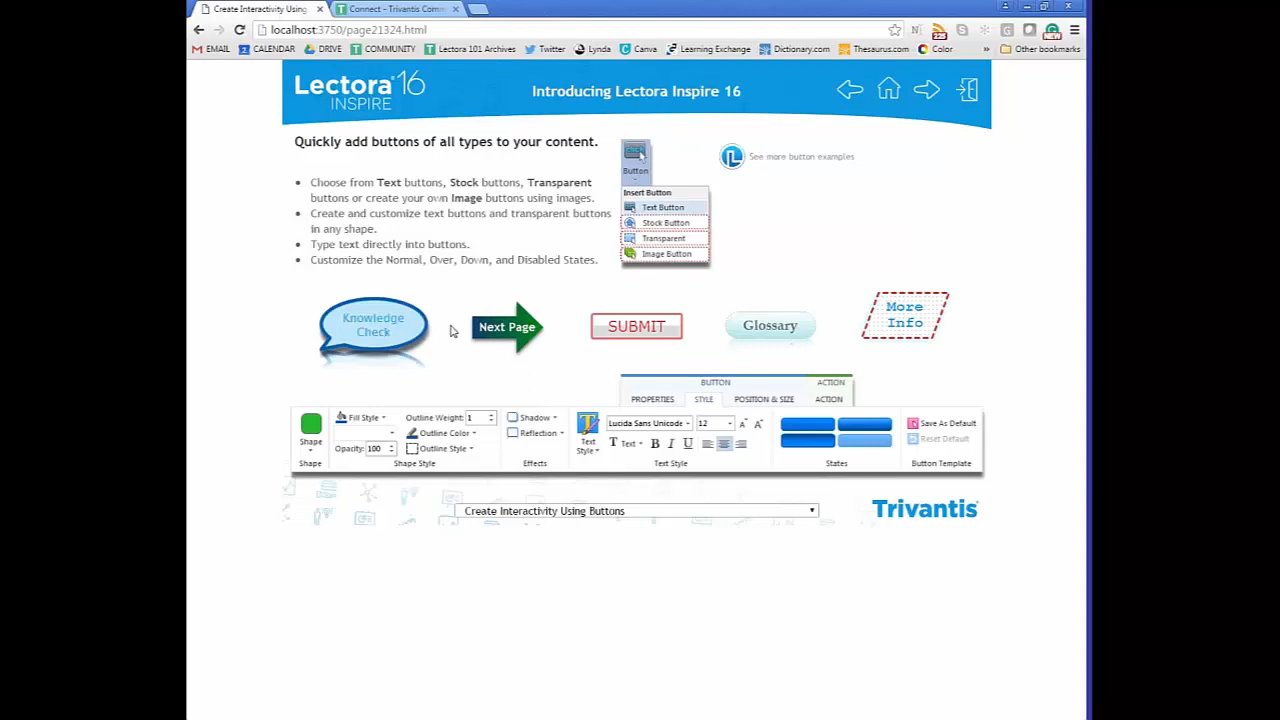 Create Interactivity Using
Connect - Trivantis Comm
localhost:3750/page21324.html
EMAIL CALENDAR DRIVE COMMUNITY Lectora 101 Archives Twitter Lynda Canva Learning Exchange Dictionary.com Thesaurus.com Color » Other bookmarks
Lectora 16
INSPIRE
Introducing Lectora Inspire 16
Quickly add buttons of all types to your content.
• Choose from Text buttons, Stock buttons, Transparent
buttons or create your own Image buttons using images.
• Create and customize text buttons and transparent buttons
in any shape.
• Type text directly into buttons.
• Customize the Normal, Over, Down, and Disabled States.
Button
Insert Button
Text Button
Stock Button
Transparent
Image Button
See more button examples
Knowledge
Check
Next Page
SUBMIT
Glossary
More
Info
BUTTON ACTION
PROPERTIES STYLE POSITION & SIZE ACTION
Shape
Shape
Fill Style
Opacity: 100
Outline Weight: 1
Outline Color
Outline Style
Shape Style
Shadow
Reflection
Effects
Text
Style
Lucida Sans Unicode 12
A A
T Text B I U
Text Style
States
Save As Default
Reset Default
Button Template
Create Interactivity Using Buttons
Trivantis